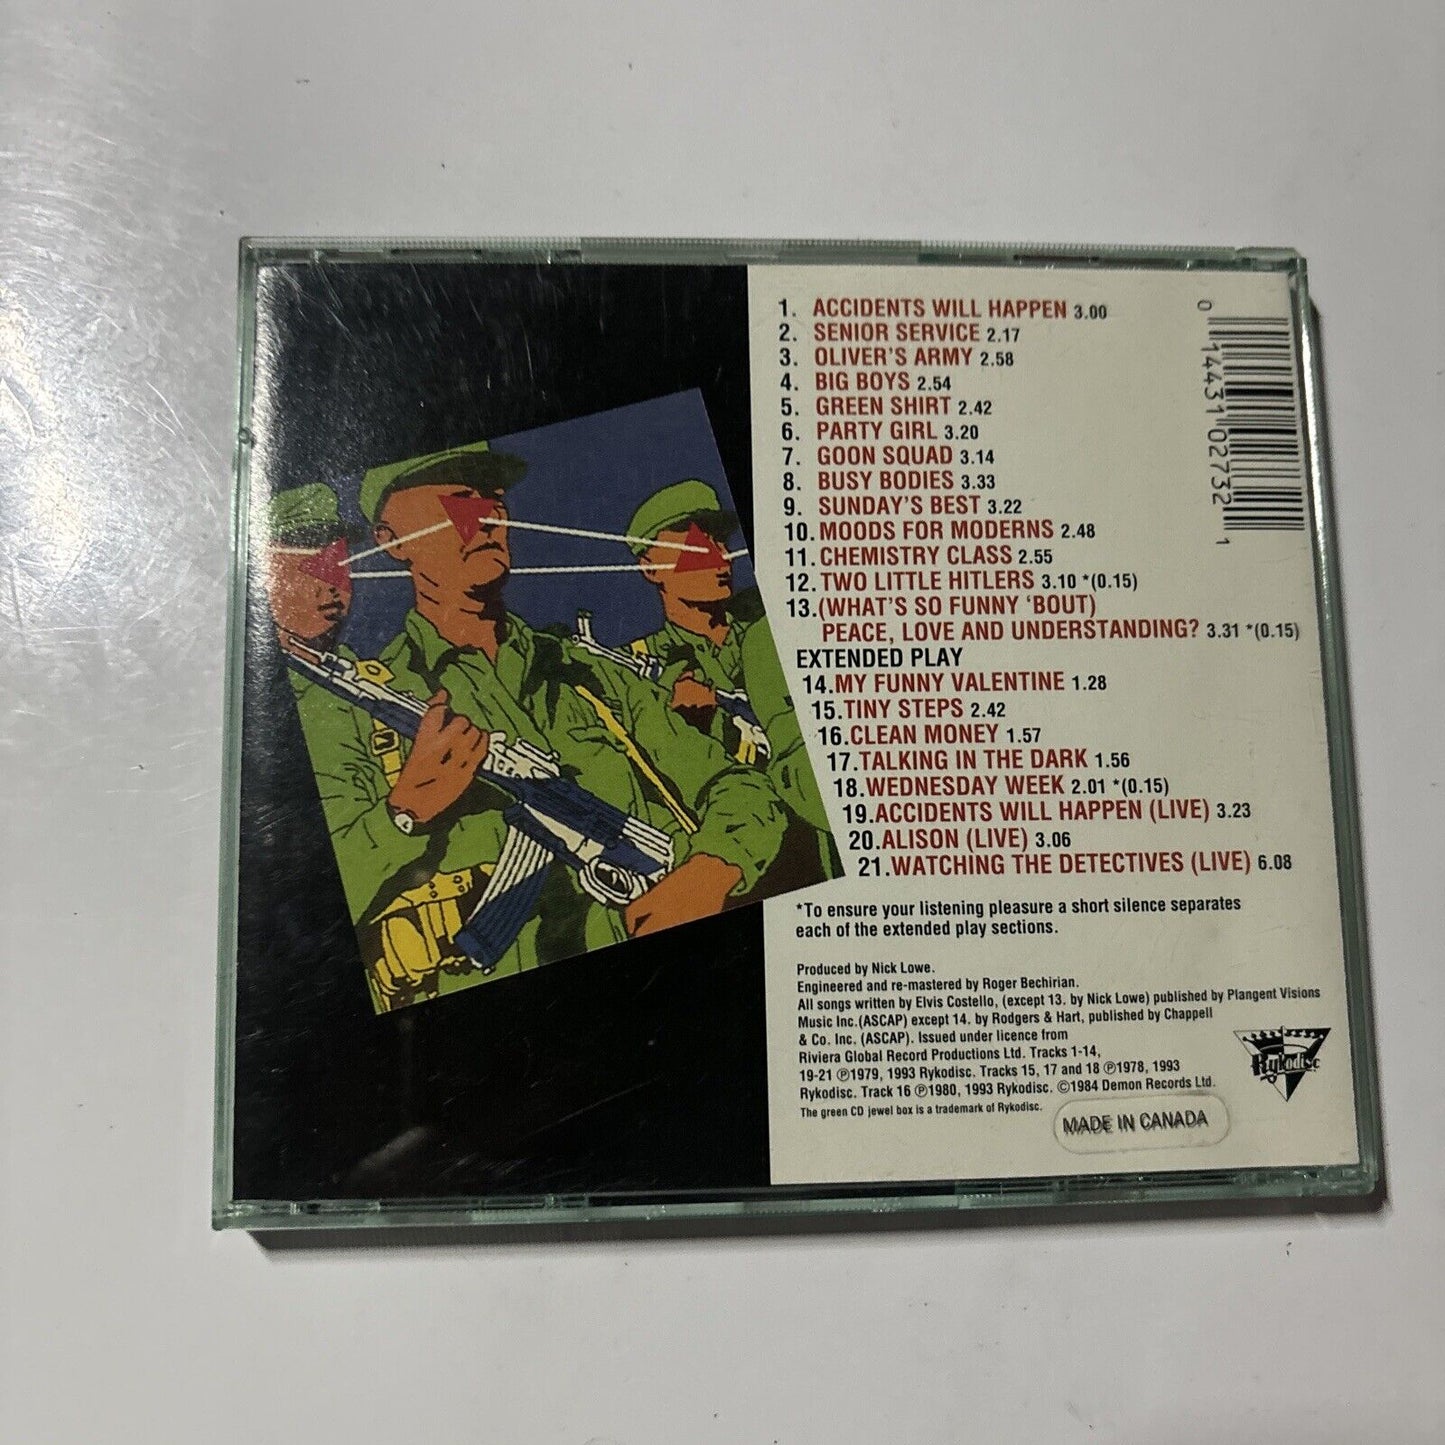 1. ACCIDENTS WILL HAPPEN 3.00
2. SENIOR SERVICE 2.17
3. OLIVER'S ARMY 2.58
4. BIG BOYS 2.54
5. GREEN SHIRT 2.42
6. PARTY GIRL 3.20
7. GOON SQUAD 3.14
8. BUSY BODIES 3.33
9. SUNDAY'S BEST 3.22
10. MOODS FOR MODERNS 2.48
11. CHEMISTRY CLASS 2.55
12. TWO LITTLE HITLERS 3.10 *(0.15)
13.(WHAT'S SO FUNNY 'BOUT)
PEACE, LOVE AND UNDERSTANDING? 3.31 *(0.15)
EXTENDED PLAY
14.MY FUNNY VALENTINE 1.28
15.TINY STEPS 2.42
16.CLEAN MONEY 1.57
17.TALKING IN THE DARK 1.56
18.WEDNESDAY WEEK 2.01 *(0.15)
19.ACCIDENTS WILL HAPPEN (LIVE) 3.23
20.ALISON (LIVE) 3.06
21.WATCHING THE DETECTIVES (LIVE) 6.08
*To ensure your listening pleasure a short silence separates
each of the extended play sections.
Produced by Nick Lowe.
Engineered and re-mastered by Roger Bechirian.
All songs written by Elvis Costello, (except 13. by Nick Lowe) published by Plangent Visions
Music Inc.(ASCAP) except 14. by Rodgers & Hart, published by Chappell
& Co. Inc. (ASCAP). Issued under licence from
Riviera Global Record Productions Ltd. Tracks 1-14,
19-21 ℗1979, 1993 Rykodisc. Tracks 15, 17 and 18 ℗1978, 1993
Rykodisc. Track 16 ℗1980, 1993 Rykodisc. ©1984 Demon Records Ltd.
The green CD jewel box is a trademark of Rykodisc.
MADE IN CANADA
Rykodisc
0 14431 02732 1